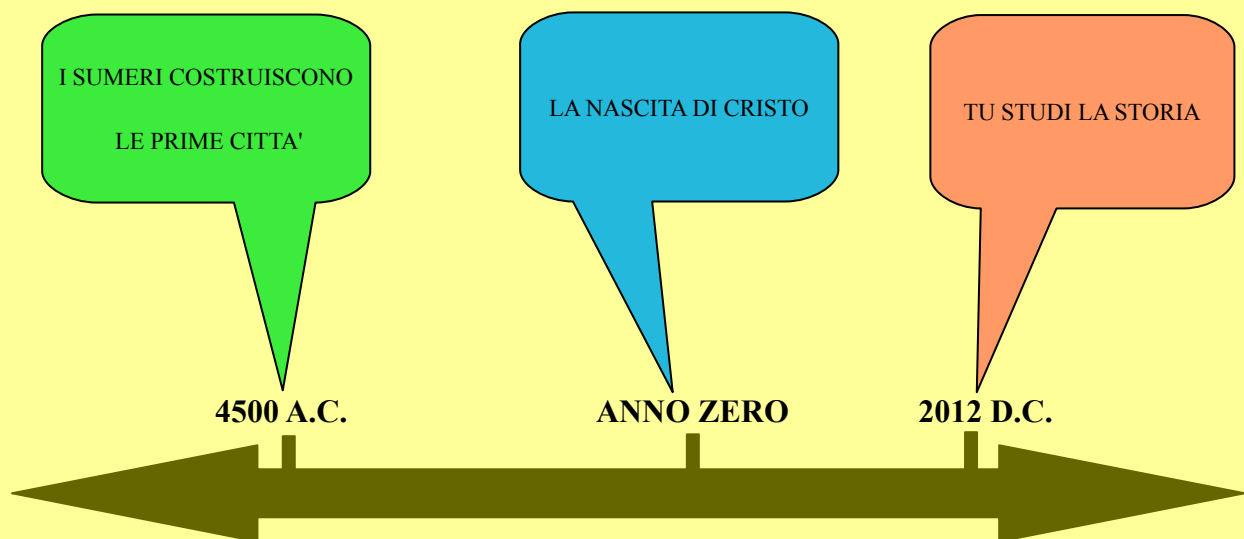 I SUMERI COSTRUISCONO
LE PRIME CITTA'
LA NASCITA DI CRISTO
TU STUDI LA STORIA
4500 A.C.
ANNO ZERO
2012 D.C.